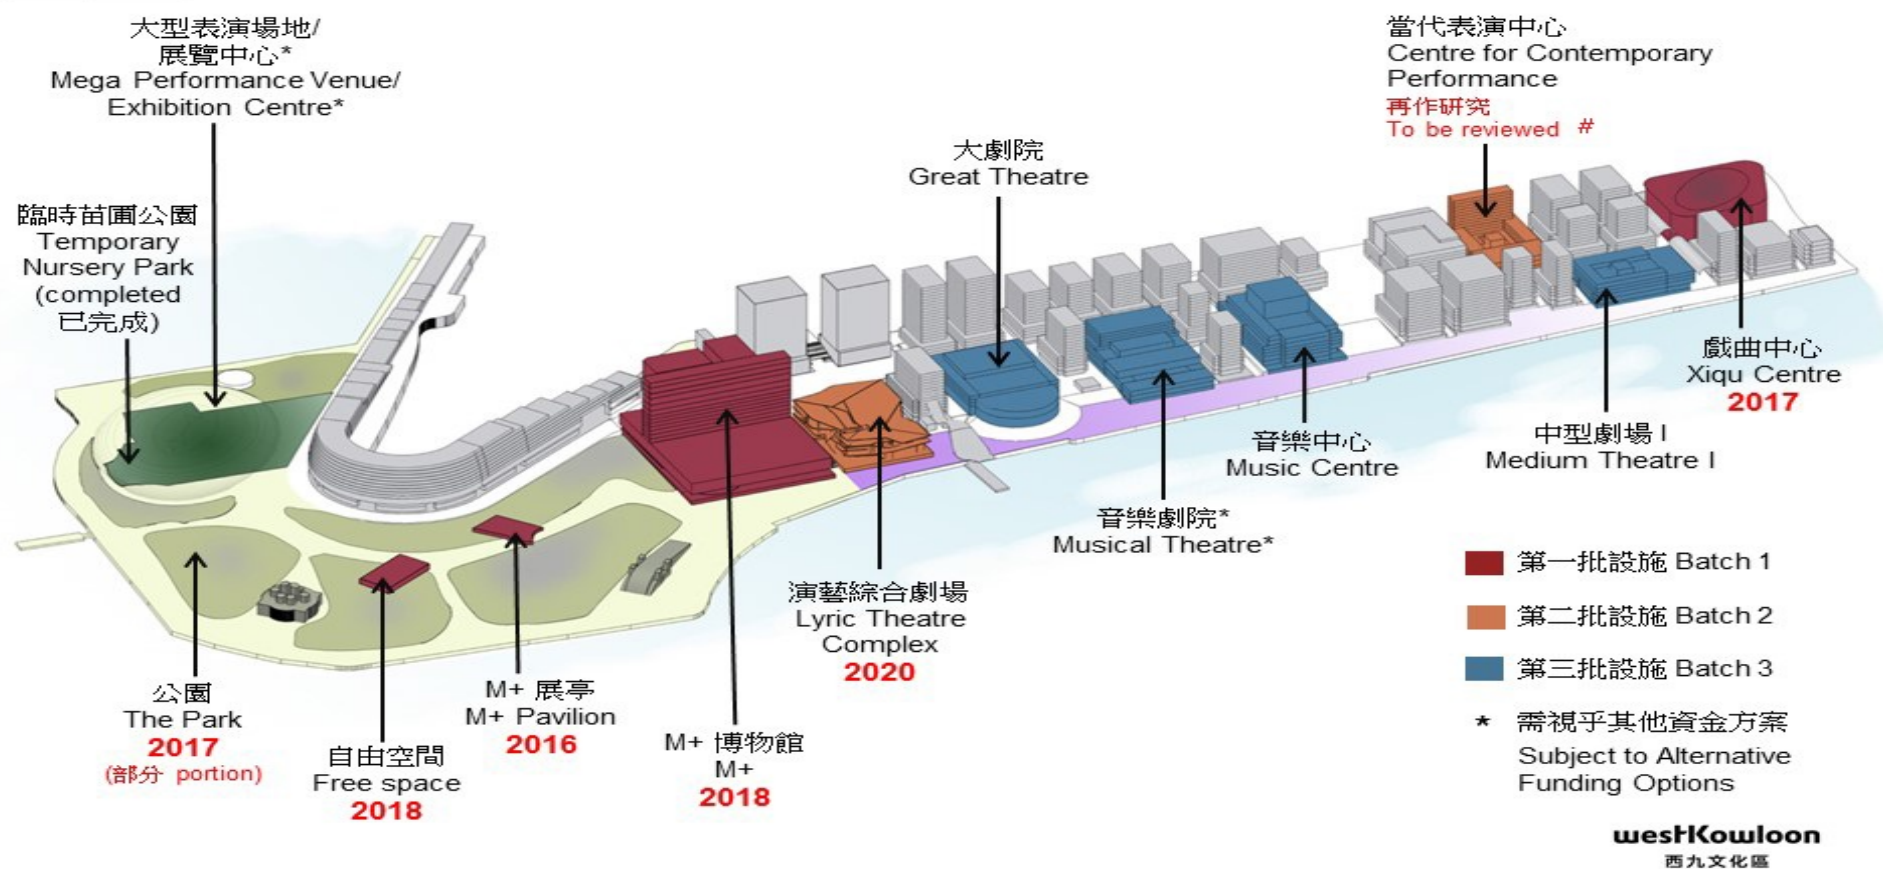 大型表演場地/
展覽中心*
Mega Performance Venue/
Exhibition Centre*
臨時苗圃公園
Temporary
Nursery Park
(completed
已完成)
大劇院
Great Theatre
當代表演中心
Centre for Contemporary
Performance
再作研究
To be reviewed #
戲曲中心
Xiqu Centre
2017
中型劇場 I
Medium Theatre I
音樂中心
Music Centre
音樂劇院*
Musical Theatre*
演藝綜合劇場
Lyric Theatre
Complex
2020
M+ 博物館
M+
2018
M+ 展亭
M+ Pavilion
2016
自由空間
Free space
2018
公園
The Park
2017
(部分 portion)
第一批設施 Batch 1
第二批設施 Batch 2
第三批設施 Batch 3
* 需視乎其他資金方案
Subject to Alternative
Funding Options
westKowloon
西九文化區